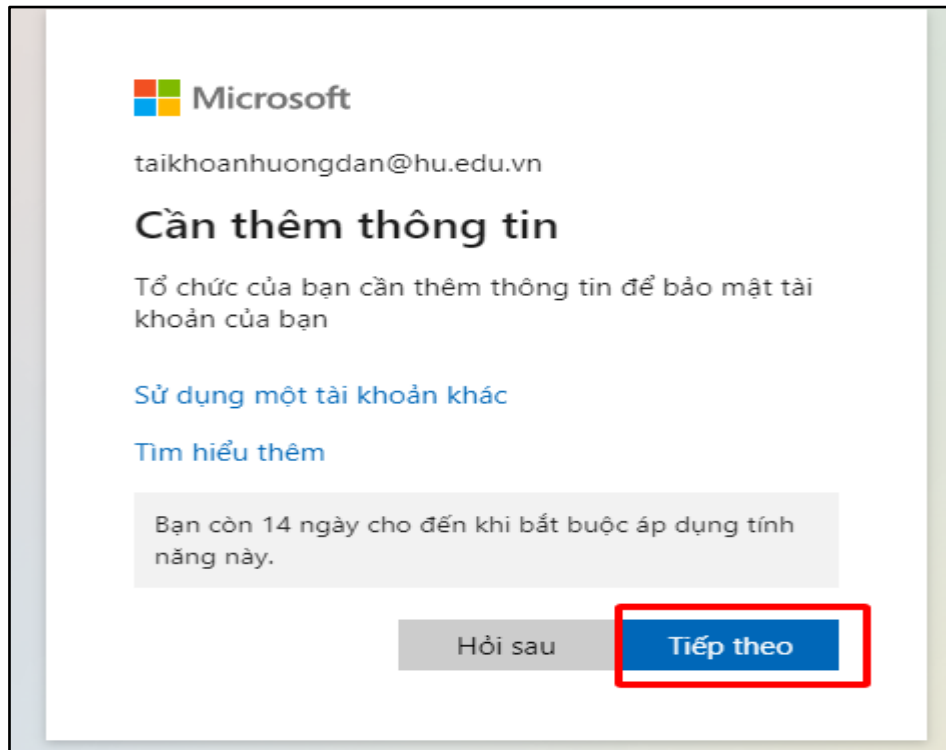 Microsoft
taikhoanhuongdan@hu.edu.vn
Cần thêm thông tin
Tổ chức của bạn cần thêm thông tin để bảo mật tài
khoản của bạn
Sử dụng một tài khoản khác
Tìm hiểu thêm
Bạn còn 14 ngày cho đến khi bắt buộc áp dụng tính
năng này.
Hỏi sau
Tiếp theo